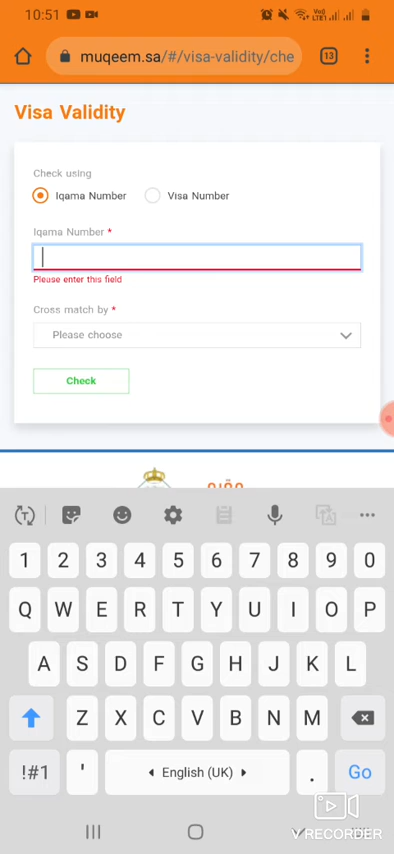 10:51
Vo)) LTE1
muqeem.sa/#/visa-validity/che
13
Visa Validity
Check using
Iqama Number
Visa Number
Iqama Number *
Please enter this field
Cross match by *
Please choose
Check
T
1 2 3 4 5 6 7 8 9 0
Q W E R T Y U I O P
A S D F G H J K L
Z X C V B N M
!#1 ' English (UK) . Go
V RECORDER